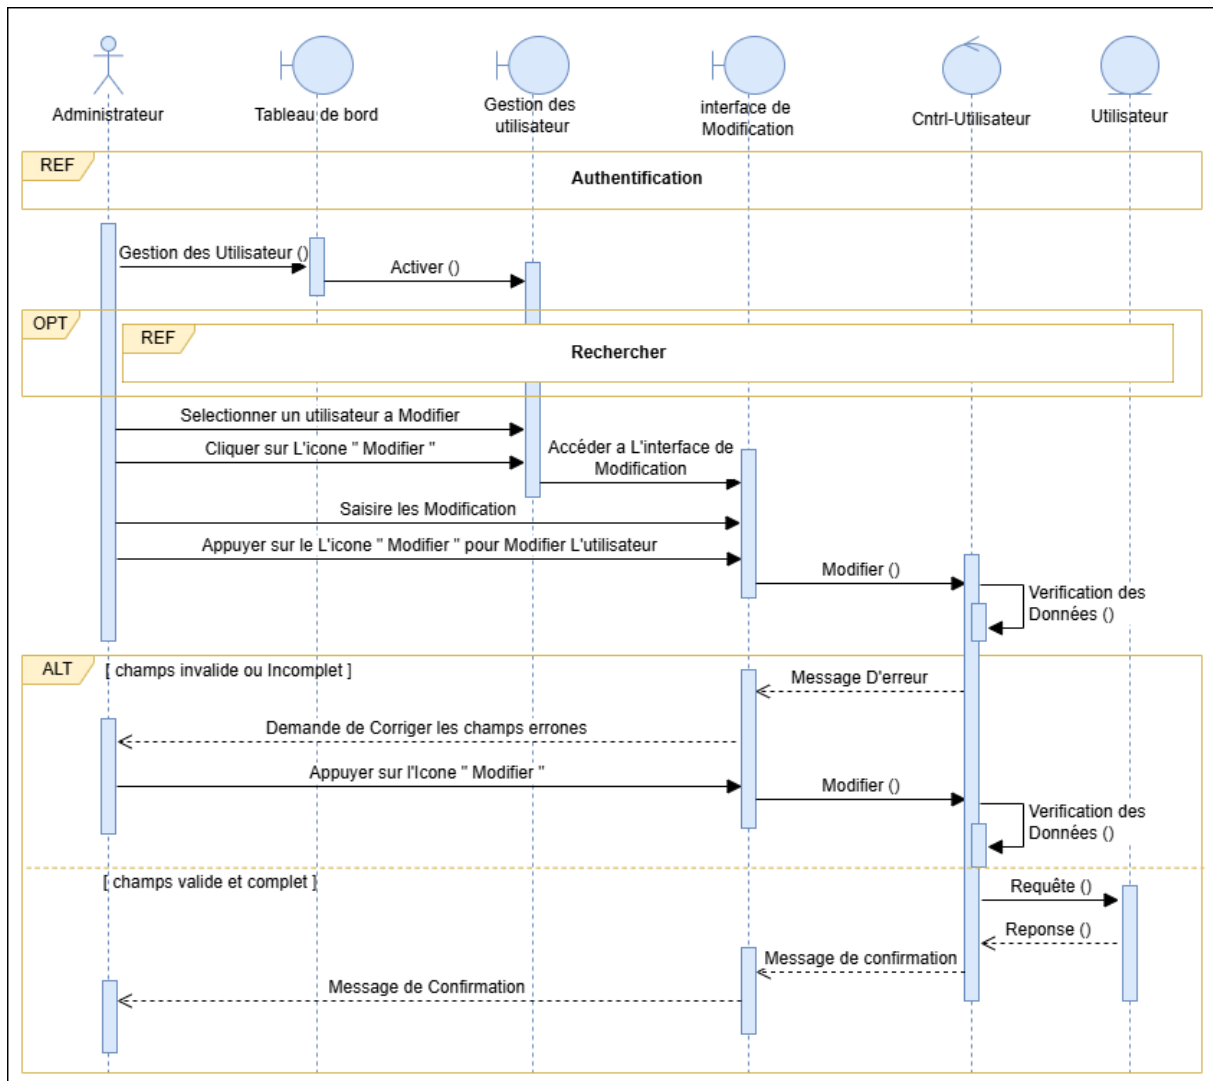 Administrateur
Tableau de bord
Gestion des
utilisateur
interface de
Modification
Cntrl-Utilisateur
Utilisateur
REF
Authentification
Gestion des Utilisateur ()
Activer ()
OPT
REF
Rechercher
Selectionner un utilisateur a Modifier
Cliquer sur L'icone " Modifier "
Accéder a L'interface de
Modification
Saisire les Modification
Appuyer sur le L'icone " Modifier " pour Modifier L'utilisateur
Modifier ()
Verification des
Données ()
ALT
[ champs invalide ou Incomplet ]
Message D'erreur
Demande de Corriger les champs errones
Appuyer sur l'Icone " Modifier "
Modifier ()
Verification des
Données ()
[ champs valide et complet ]
Requête ()
Reponse ()
Message de confirmation
Message de Confirmation